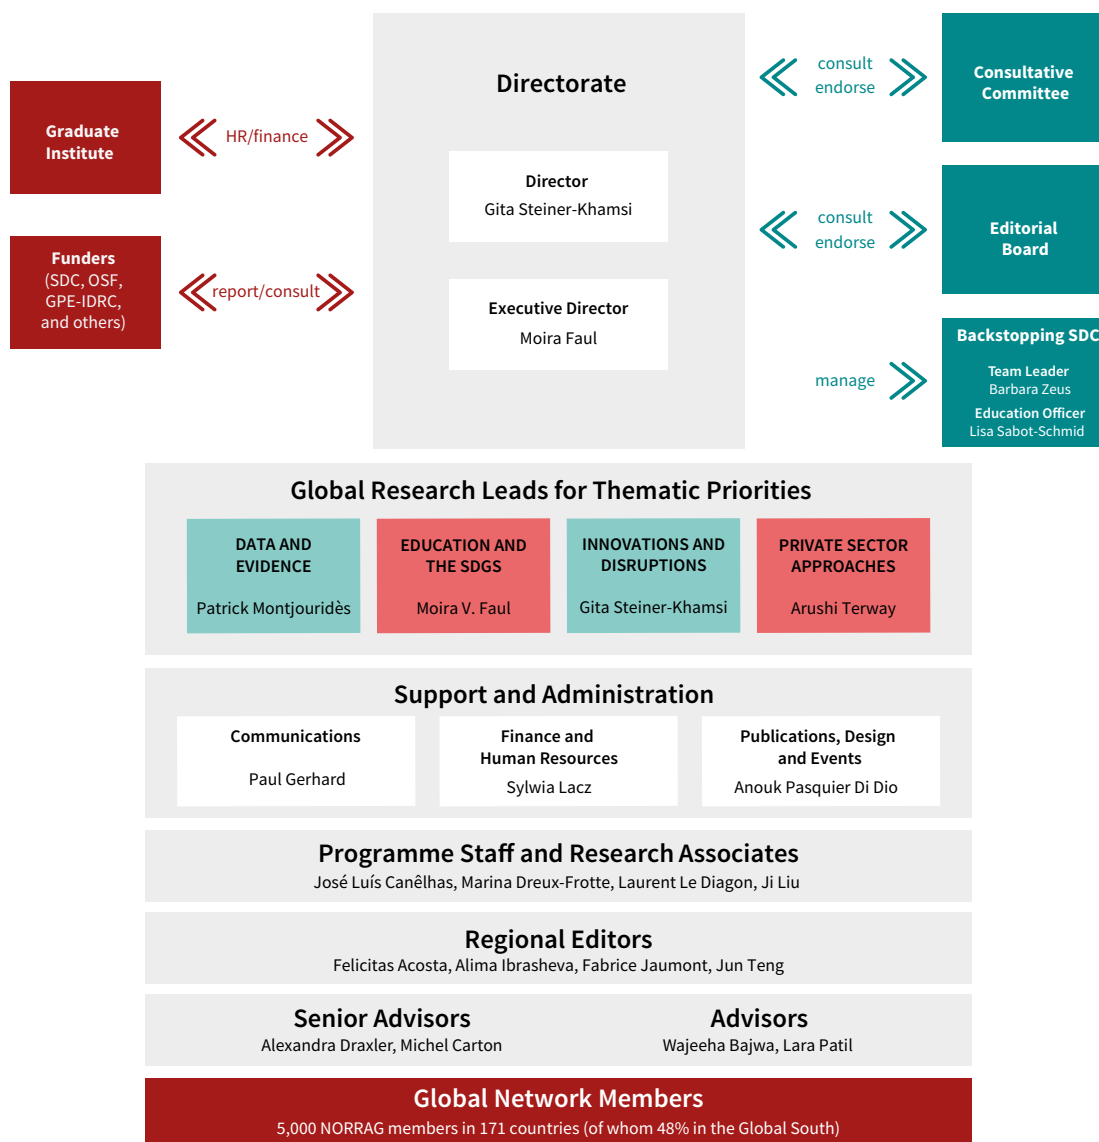 Directorate
Director
Gita Steiner-Khamsi
Executive Director
Moira Faul
Graduate
Institute
HR/finance
Funders
(SDC, OSF,
GPE-IDRC,
and others)
report/consult
consult
endorse
Consultative
Committee
consult
endorse
Editorial
Board
manage
Backstopping SDC
Team Leader
Barbara Zeus
Education Officer
Lisa Sabot-Schmid
Global Research Leads for Thematic Priorities
DATA AND
EVIDENCE
Patrick Montjouridès
EDUCATION AND
THE SDGS
Moira V. Faul
INNOVATIONS AND
DISRUPTIONS
Gita Steiner-Khamsi
PRIVATE SECTOR
APPROACHES
Arushi Terway
Support and Administration
Communications
Paul Gerhard
Finance and
Human Resources
Sylwia Lacz
Publications, Design
and Events
Anouk Pasquier Di Dio
Programme Staff and Research Associates
José Luís Canêlhas, Marina Dreux-Frotte, Laurent Le Diagon, Ji Liu
Regional Editors
Felicitas Acosta, Alima Ibrasheva, Fabrice Jaumont, Jun Teng
Senior Advisors
Alexandra Draxler, Michel Carton
Advisors
Wajeeha Bajwa, Lara Patil
Global Network Members
5,000 NORRAG members in 171 countries (of whom 48% in the Global South)